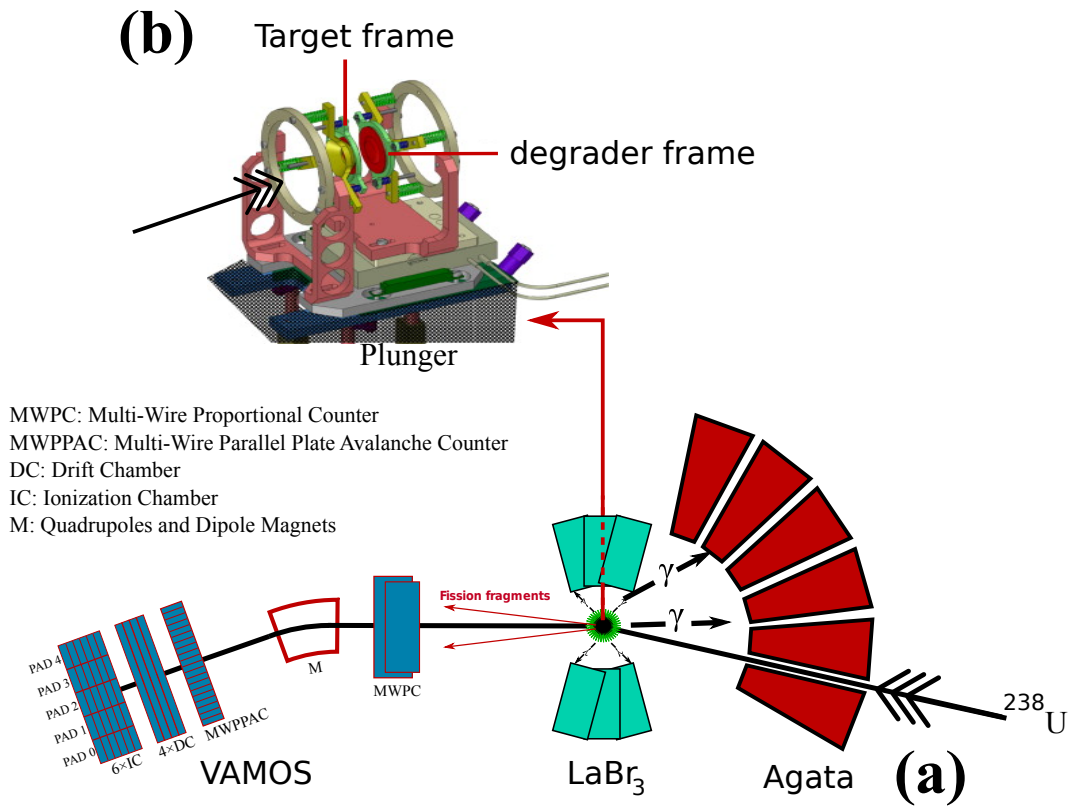 (b)
Target frame
degrader frame
Plunger
MWPC: Multi-Wire Proportional Counter
MWPPAC: Multi-Wire Parallel Plate Avalanche Counter
DC: Drift Chamber
IC: Ionization Chamber
M: Quadrupoles and Dipole Magnets
γ
γ
Fission fragments
PAD 4
PAD 3
PAD 2
PAD 1
PAD 0
6×IC
4×DC
MWPPAC
M
MWPC
238U
VAMOS
LaBr3
Agata
(a)